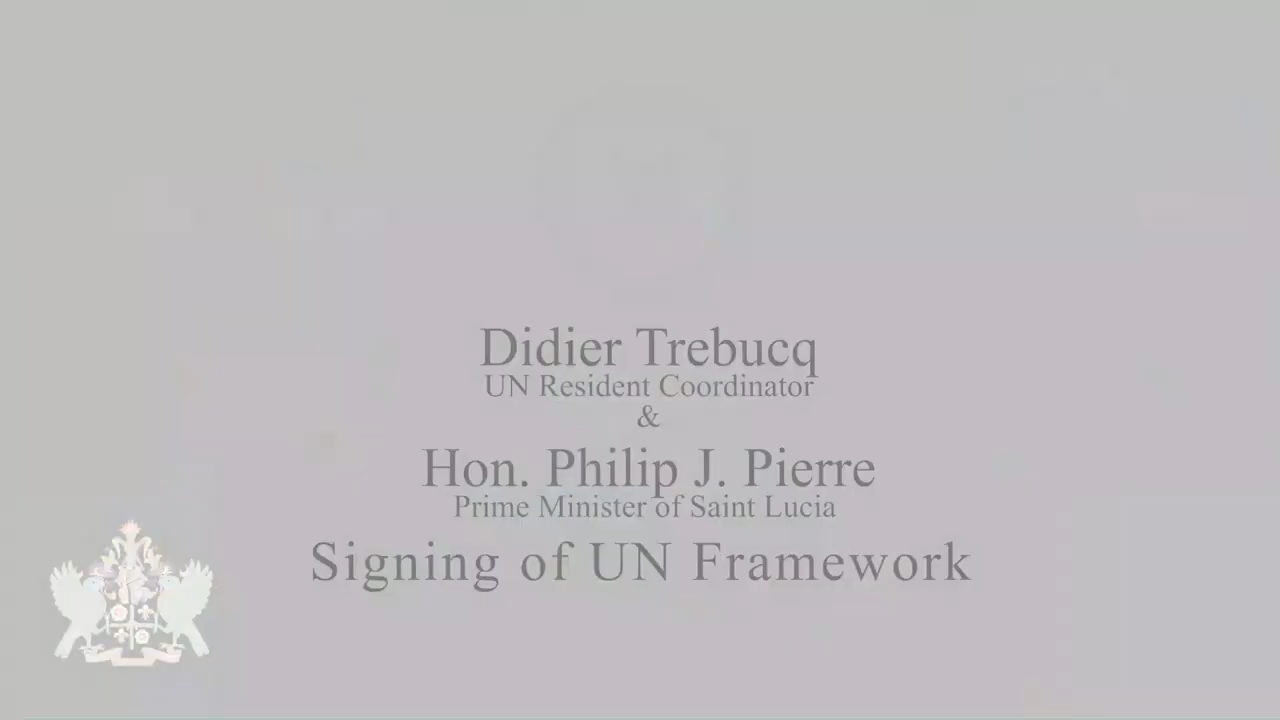 Didier Trebucq
UN Resident Coordinator
&
Hon. Philip J. Pierre
Prime Minister of Saint Lucia
Signing of UN Framework